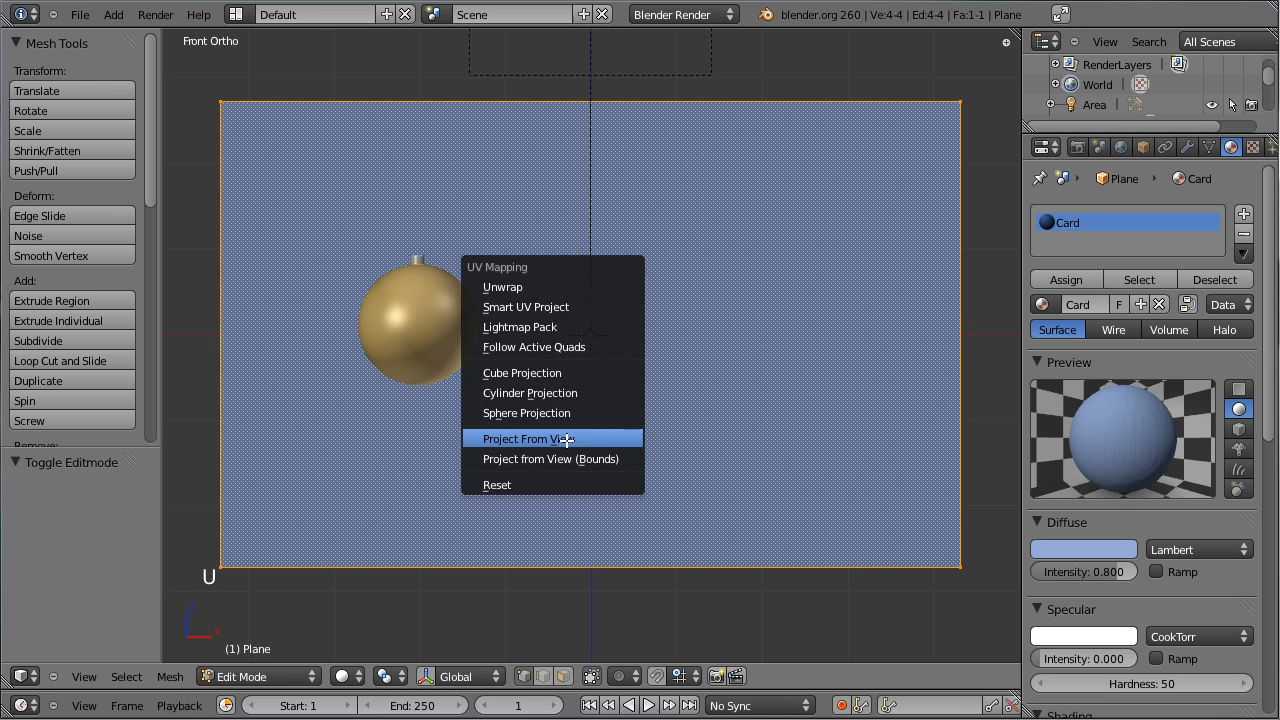 File Add Render Help Default Scene Blender Render blender.org 260 | Ve:4-4 | Ed:4-4 | Fa:1-1 | Plane
Mesh Tools
Transform:
Translate
Rotate
Scale
Shrink/Fatten
Push/Pull
Deform:
Edge Slide
Noise
Smooth Vertex
Add:
Extrude Region
Extrude Individual
Subdivide
Loop Cut and Slide
Duplicate
Spin
Screw
Remove:
Toggle Editmode
Front Ortho
UV Mapping
Unwrap
Smart UV Project
Lightmap Pack
Follow Active Quads
Cube Projection
Cylinder Projection
Sphere Projection
Project From
Project from View (Bounds)
Reset
U
x
(1) Plane
View Select Mesh Edit Mode Global
View Frame Playback Start: 1 End: 250 1 No Sync
View Search All Scenes
RenderLayers
World
Area
Plane Card
Card
Assign Select Deselect
Card F Data
Surface Wire Volume Halo
Preview
Diffuse
Lambert
Intensity: 0.800 Ramp
Specular
CookTorr
Intensity: 0.000 Ramp
Hardness: 50
Shading